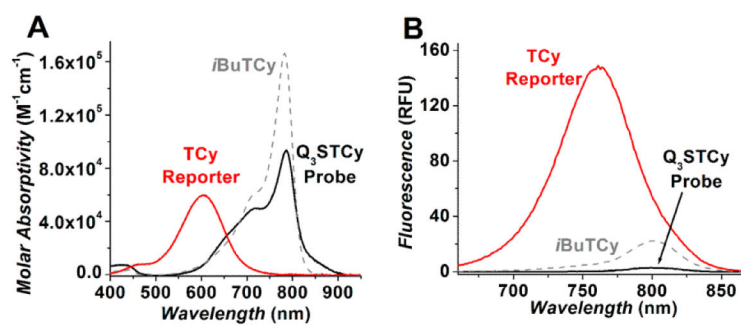 A
Molar Absorptivity (M⁻¹cm⁻¹)
1.6x10⁵
1.2x10⁵
8.0x10⁴
4.0x10⁴
0.0
iBuTCy
TCy
Reporter
Q₃STCy
Probe
400 500 600 700 800 900
Wavelength (nm)
B
Fluorescence (RFU)
160
120
80
40
0
TCy
Reporter
Q₃STCy
Probe
iBuTCy
700 750 800 850
Wavelength (nm)